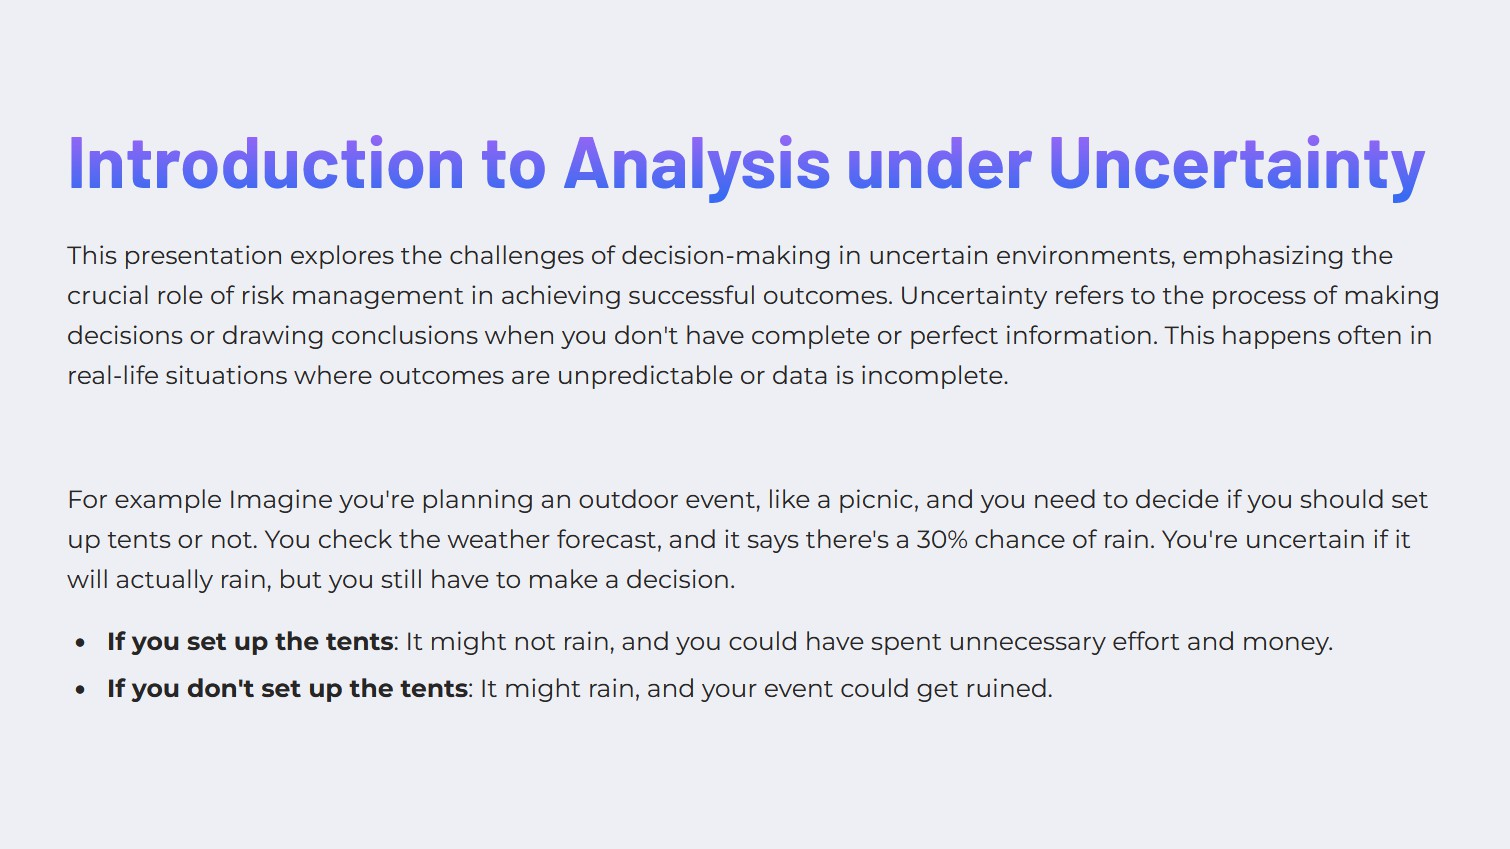 Introduction to Analysis under Uncertainty
This presentation explores the challenges of decision-making in uncertain environments, emphasizing the
crucial role of risk management in achieving successful outcomes. Uncertainty refers to the process of making
decisions or drawing conclusions when you don't have complete or perfect information. This happens often in
real-life situations where outcomes are unpredictable or data is incomplete.
For example Imagine you're planning an outdoor event, like a picnic, and you need to decide if you should set
up tents or not. You check the weather forecast, and it says there's a 30% chance of rain. You're uncertain if it
will actually rain, but you still have to make a decision.
• If you set up the tents: It might not rain, and you could have spent unnecessary effort and money.
• If you don't set up the tents: It might rain, and your event could get ruined.